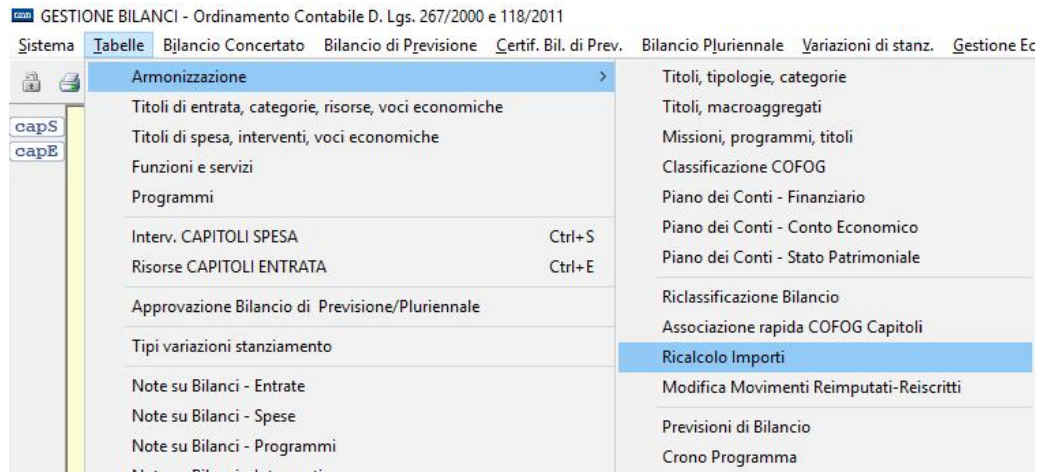 GESTIONE BILANCI - Ordinamento Contabile D. Lgs. 267/2000 e 118/2011
Sistema Tabelle Bilancio Concertato Bilancio di Previsione Certif. Bil. di Prev. Bilancio Pluriennale Variazioni di stanz. Gestione Ec
capS
capE
Armonizzazione
Titoli di entrata, categorie, risorse, voci economiche
Titoli di spesa, interventi, voci economiche
Funzioni e servizi
Programmi
Interv. CAPITOLI SPESA Ctrl+S
Risorse CAPITOLI ENTRATA Ctrl+E
Approvazione Bilancio di Previsione/Pluriennale
Tipi variazioni stanziamento
Note su Bilanci - Entrate
Note su Bilanci - Spese
Note su Bilanci - Programmi
Titoli, tipologie, categorie
Titoli, macroaggregati
Missioni, programmi, titoli
Classificazione COFOG
Piano dei Conti - Finanziario
Piano dei Conti - Conto Economico
Piano dei Conti - Stato Patrimoniale
Riclassificazione Bilancio
Associazione rapida COFOG Capitoli
Ricalcolo Importi
Modifica Movimenti Reimputati-Reiscritti
Previsioni di Bilancio
Crono Programma